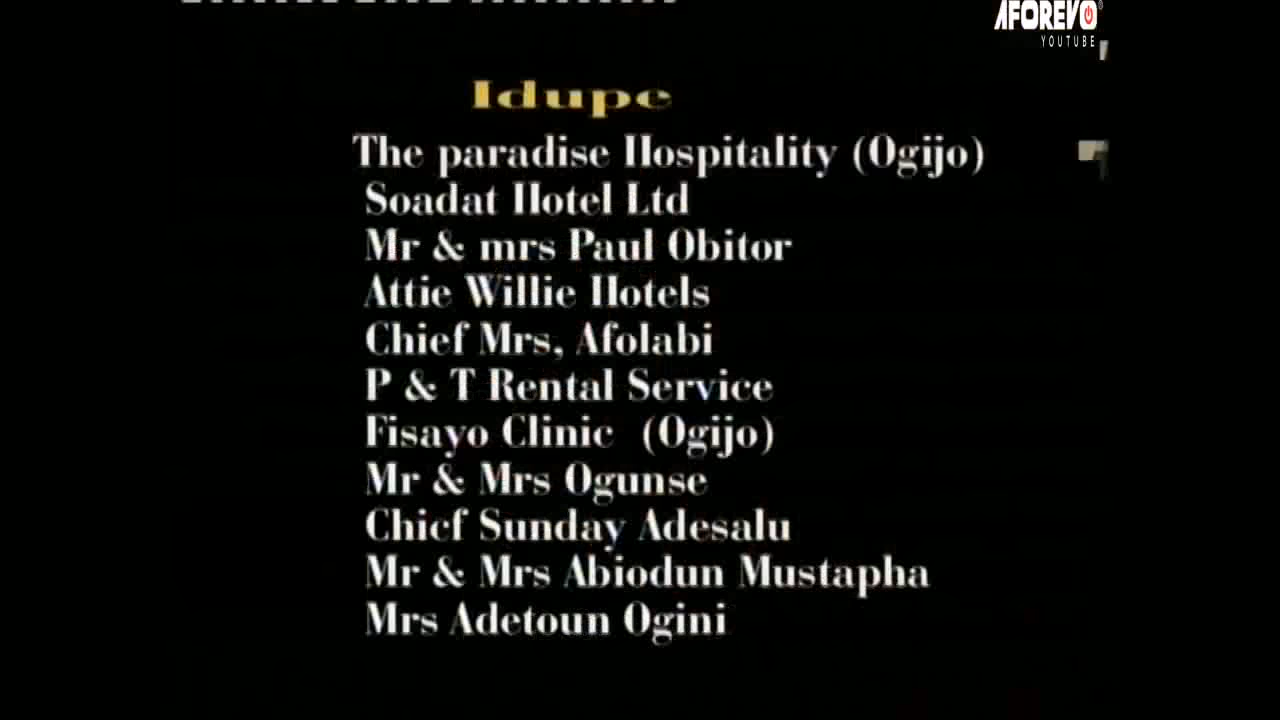 AFOREVO
YOUTUBE
Idupe
The paradise Hospitality (Ogijo)
Soadat Hotel Ltd
Mr & mrs Paul Obitor
Attie Willie Hotels
Chief Mrs, Afolabi
P & T Rental Service
Fisayo Clinic (Ogijo)
Mr & Mrs Ogunse
Chief Sunday Adesalu
Mr & Mrs Abiodun Mustapha
Mrs Adetoun Ogini